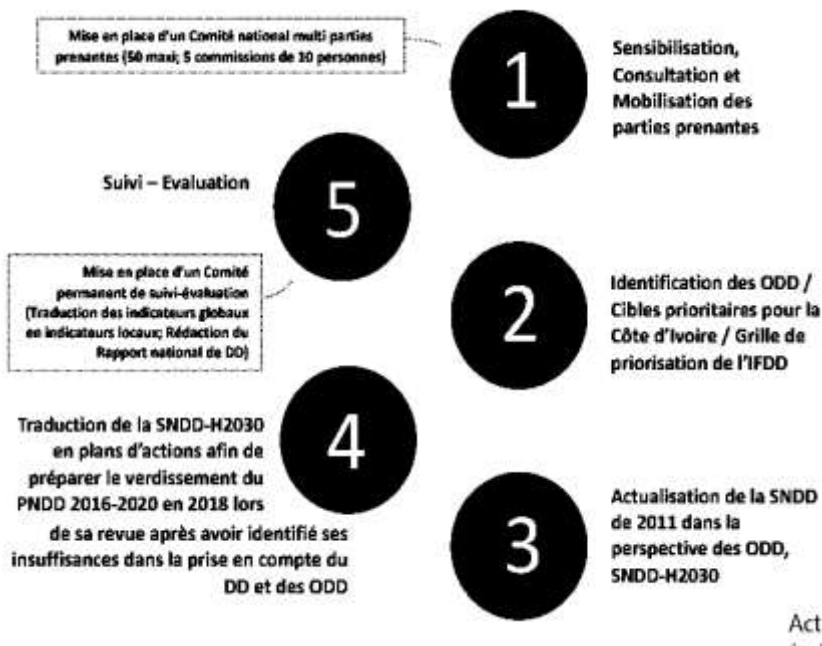 Mise en place d'un Comité national multi parties
prenantes (50 maxi; 5 commissions de 10 personnes)
1
Sensibilisation,
Consultation et
Mobilisation des
parties prenantes
Suivi – Evaluation
5
Mise en place d'un Comité
permanent de suivi-évaluation
(Traduction des indicateurs globaux
en indicateurs locaux; Rédaction du
Rapport national de DD)
2
Identification des ODD /
Cibles prioritaires pour la
Côte d'Ivoire / Grille de
priorisation de l'IFDD
Traduction de la SNDD-H2030
en plans d'actions afin de
préparer le verdissement du
PNDD 2016-2020 en 2018 lors
de sa revue après avoir identifié ses
insuffisances dans la prise en compte du
DD et des ODD
4
3
Actualisation de la SNDD
de 2011 dans la
perspective des ODD,
SNDD-H2030
Act